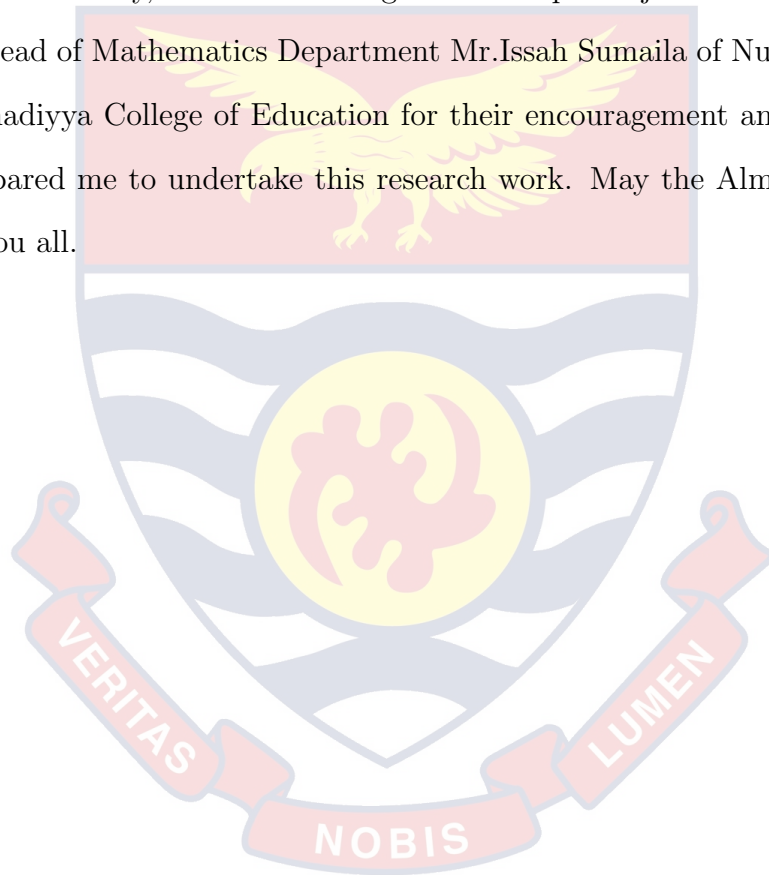 ead of Mathematics Department Mr.Issah Sumaila of Nu
adiyya College of Education for their encouragement an
pared me to undertake this research work. May the Alm
ou all.
VERITAS
NOBIS
LUMEN